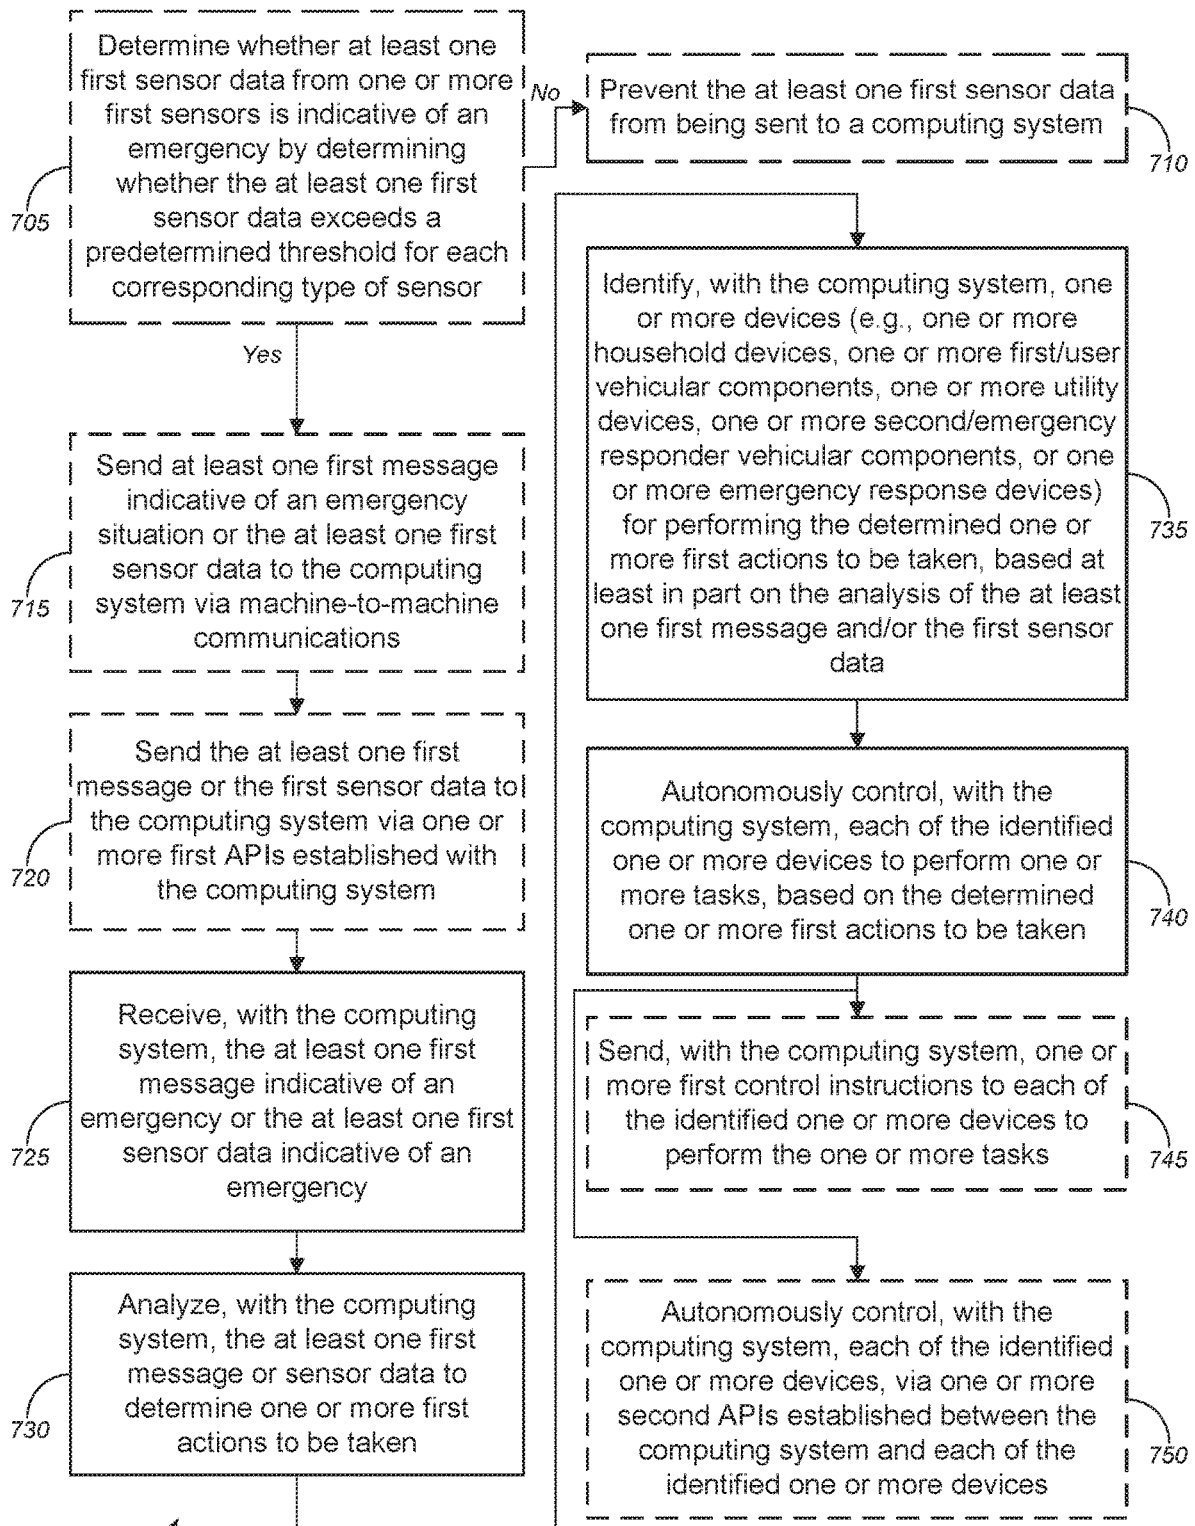 Determine whether at least one
first sensor data from one or more
first sensors is indicative of an
emergency by determining
whether the at least one first
sensor data exceeds a
predetermined threshold for each
corresponding type of sensor
705
No
Prevent the at least one first sensor data
from being sent to a computing system
710
Yes
Send at least one first message
indicative of an emergency
situation or the at least one first
sensor data to the computing
system via machine-to-machine
communications
715
Send the at least one first
message or the first sensor data to
the computing system via one or
more first APIs established with
the computing system
720
Receive, with the computing
system, the at least one first
message indicative of an
emergency or the at least one first
sensor data indicative of an
emergency
725
Analyze, with the computing
system, the at least one first
message or sensor data to
determine one or more first
actions to be taken
730
Identify, with the computing system, one
or more devices (e.g., one or more
household devices, one or more first/user
vehicular components, one or more utility
devices, one or more second/emergency
responder vehicular components, or one
or more emergency response devices)
for performing the determined one or
more first actions to be taken, based at
least in part on the analysis of the at least
one first message and/or the first sensor
data
735
Autonomously control, with the
computing system, each of the identified
one or more devices to perform one or
more tasks, based on the determined
one or more first actions to be taken
740
Send, with the computing system, one or
more first control instructions to each of
the identified one or more devices to
perform the one or more tasks
745
Autonomously control, with the
computing system, each of the identified
one or more devices, via one or more
second APIs established between the
computing system and each of the
identified one or more devices
750